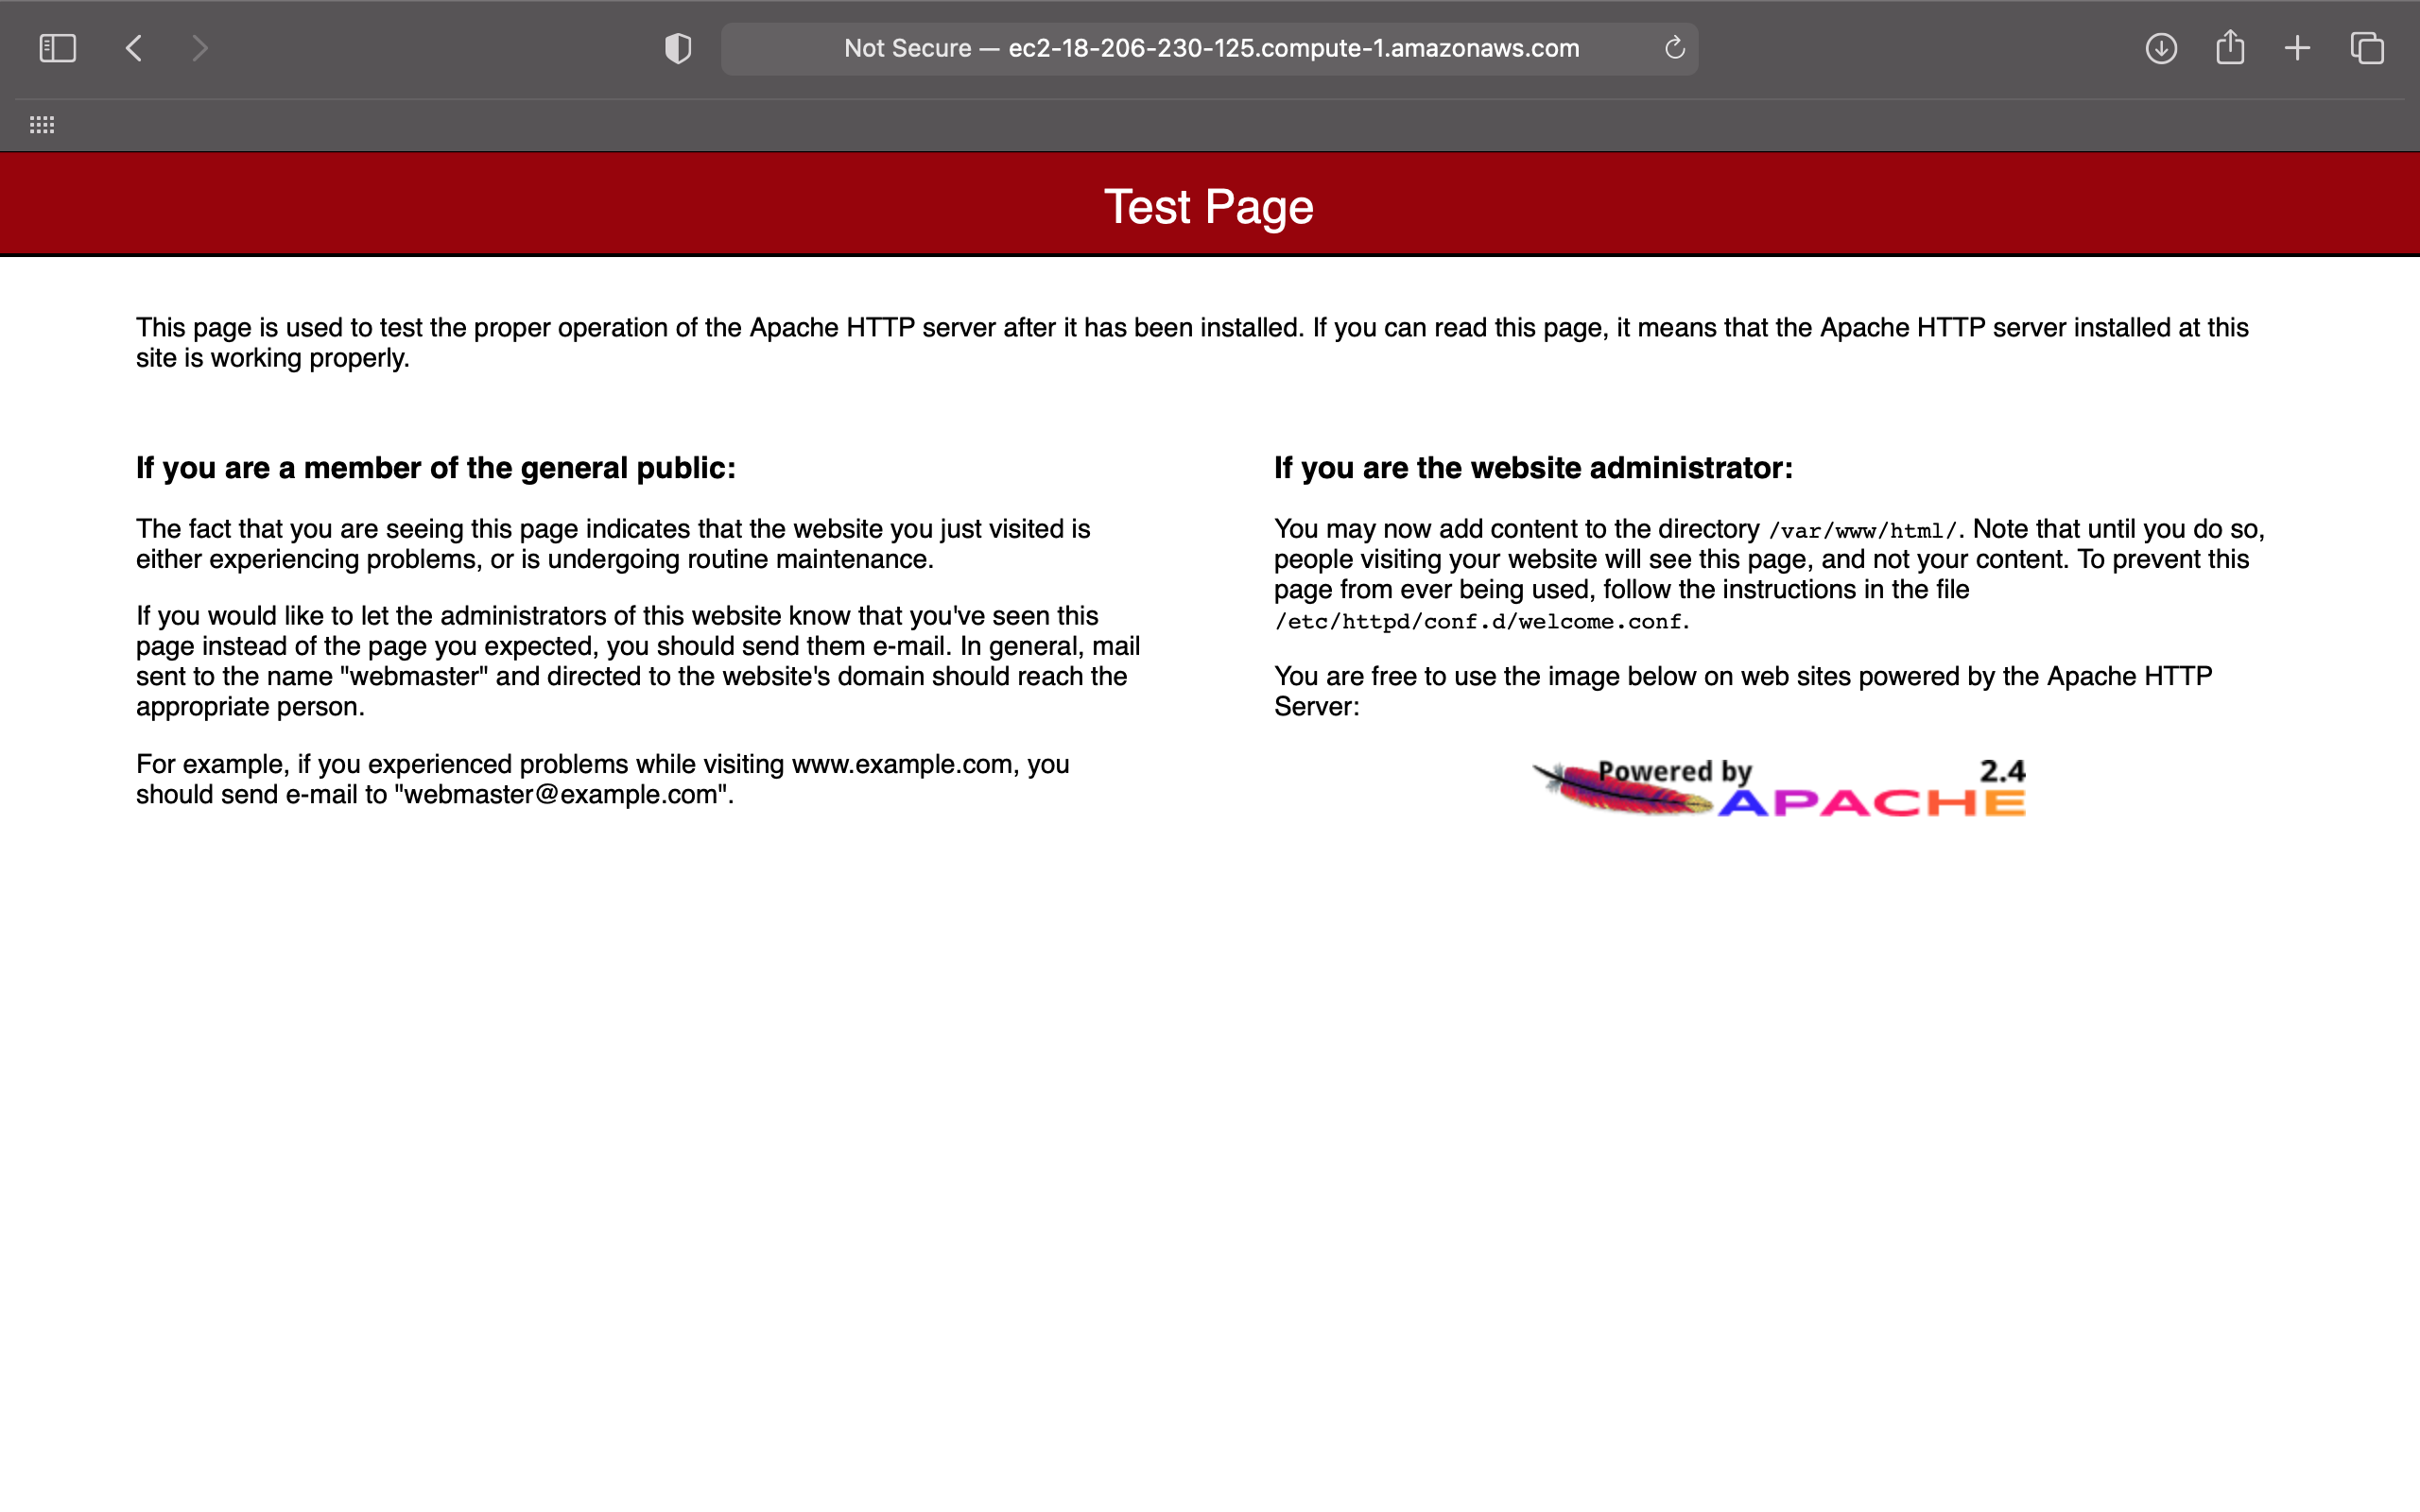 Not Secure — ec2-18-206-230-125.compute-1.amazonaws.com
Test Page
This page is used to test the proper operation of the Apache HTTP server after it has been installed. If you can read this page, it means that the Apache HTTP server installed at this
site is working properly.
If you are a member of the general public:
The fact that you are seeing this page indicates that the website you just visited is
either experiencing problems, or is undergoing routine maintenance.
If you would like to let the administrators of this website know that you've seen this
page instead of the page you expected, you should send them e-mail. In general, mail
sent to the name "webmaster" and directed to the website's domain should reach the
appropriate person.
For example, if you experienced problems while visiting www.example.com, you
should send e-mail to "webmaster@example.com".
If you are the website administrator:
You may now add content to the directory /var/www/html/. Note that until you do so,
people visiting your website will see this page, and not your content. To prevent this
page from ever being used, follow the instructions in the file
/etc/httpd/conf.d/welcome.conf.
You are free to use the image below on web sites powered by the Apache HTTP
Server:
Powered by 2.4
APACHE